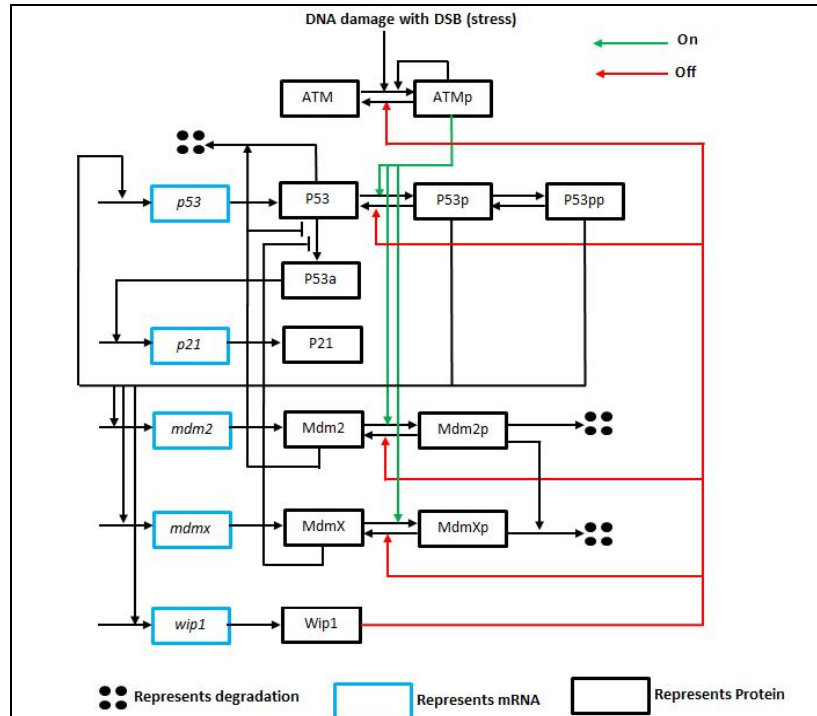 DNA damage with DSB (stress)
On
Off
ATM
ATMp
p53
P53
P53p
P53pp
P53a
p21
P21
mdm2
Mdm2
Mdm2p
mdmx
MdmX
MdmXp
wip1
Wip1
Represents degradation
Represents mRNA
Represents Protein